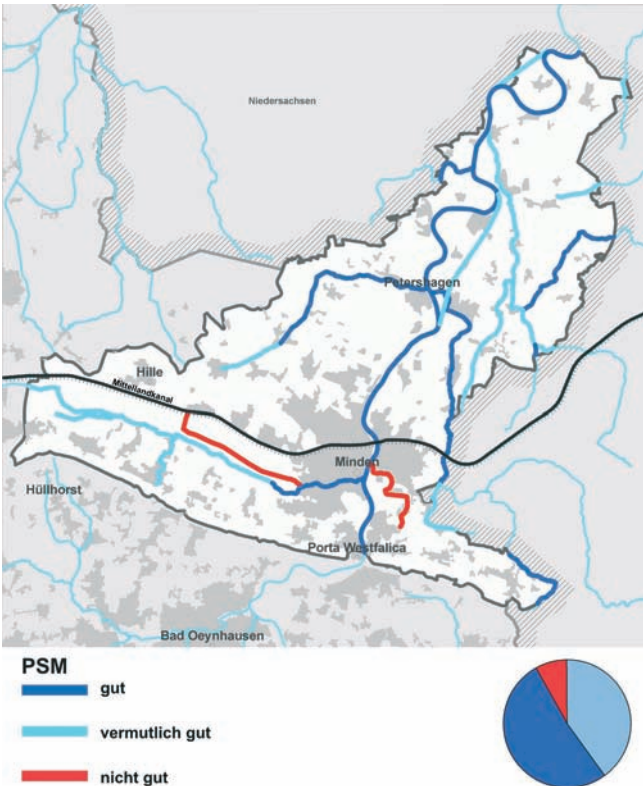 Niedersachsen
Petershagen
Hille
Mittellandkanal
Minden
Hüllhorst
Porta Westfalica
Bad Oeynhausen
PSM
gut
vermutlich gut
nicht gut